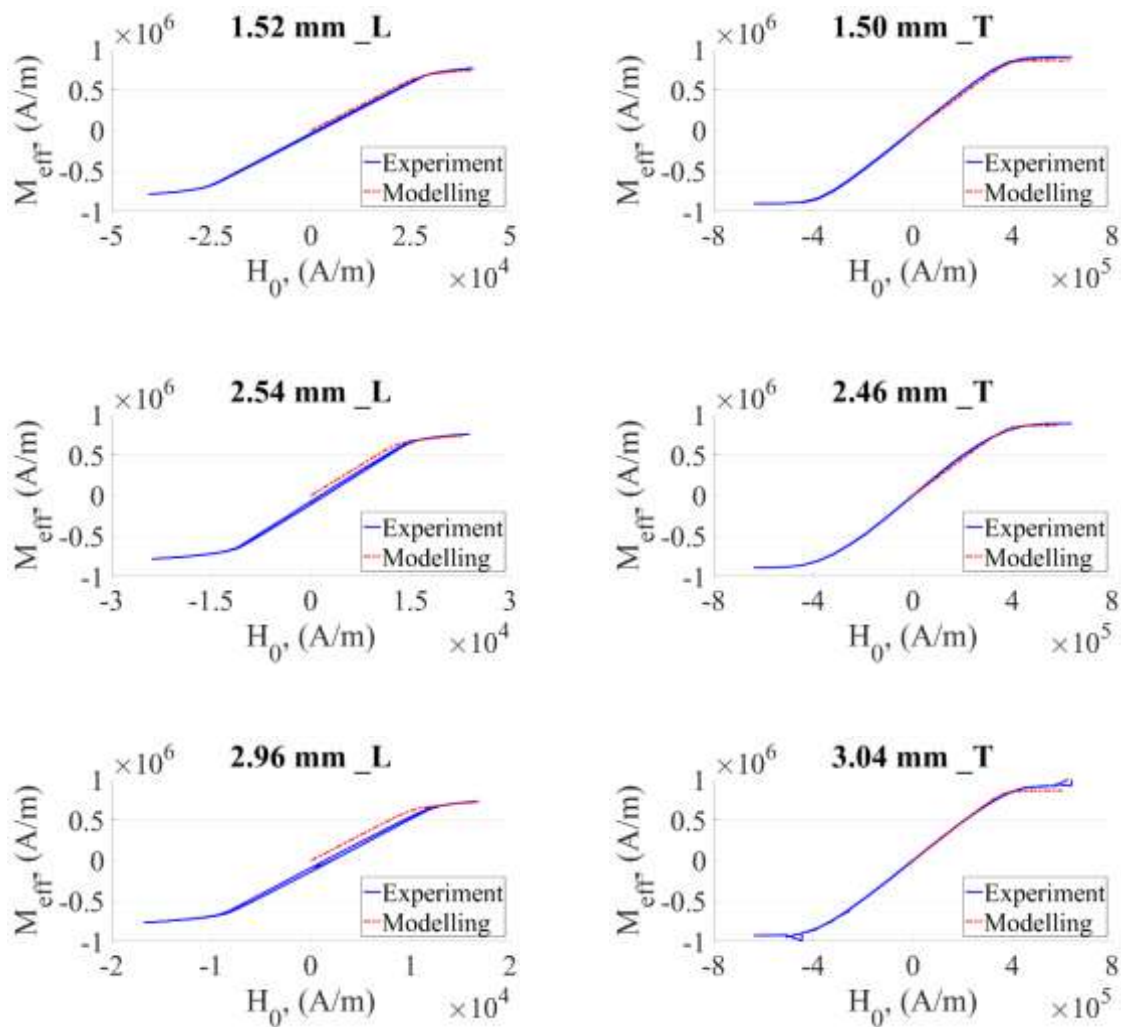 1.52 mm _L
×10^6
1
0.5
0
-0.5
-1
M_eff, (A/m)
Experiment
Modelling
-5 -2.5 0 2.5 5
H_0, (A/m) ×10^4
1.50 mm _T
×10^6
1
0.5
0
-0.5
-1
M_eff, (A/m)
Experiment
Modelling
-8 -4 0 4 8
H_0, (A/m) ×10^5
2.54 mm _L
×10^6
1
0.5
0
-0.5
-1
M_eff, (A/m)
Experiment
Modelling
-3 -1.5 0 1.5 3
H_0, (A/m) ×10^4
2.46 mm _T
×10^6
1
0.5
0
-0.5
-1
M_eff, (A/m)
Experiment
Modelling
-8 -4 0 4 8
H_0, (A/m) ×10^5
2.96 mm _L
×10^6
1
0.5
0
-0.5
-1
M_eff, (A/m)
Experiment
Modelling
-2 -1 0 1 2
H_0, (A/m) ×10^4
3.04 mm _T
×10^6
1
0.5
0
-0.5
-1
M_eff, (A/m)
Experiment
Modelling
-8 -4 0 4 8
H_0, (A/m) ×10^5